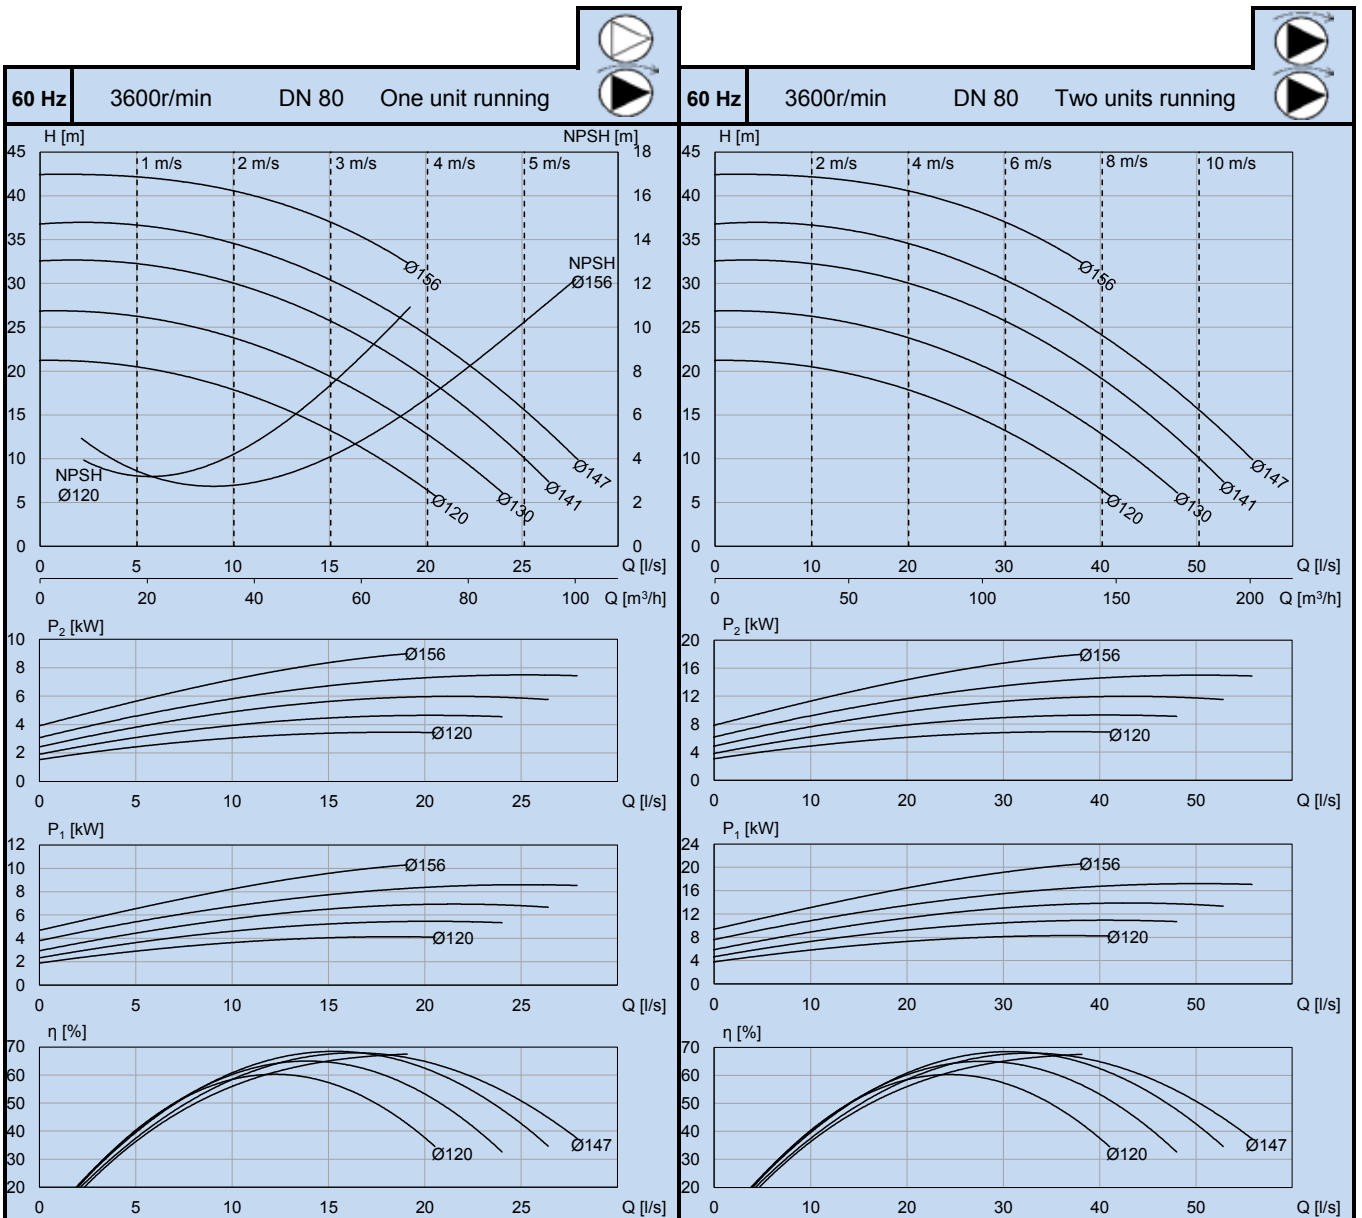 60 Hz 3600r/min DN 80 One unit running
H [m] NPSH [m]
45 1 m/s 2 m/s 3 m/s 4 m/s 5 m/s 18
40 16
35 14
30 Ø156 NPSH Ø156 12
25 10
20 8
15 6
10 NPSH Ø120 Ø147 4
5 Ø120 Ø130 Ø141 2
0 0
0 5 10 15 20 25 Q [l/s]
0 20 40 60 80 100 Q [m³/h]
P₂ [kW]
10
8 Ø156
6
4 Ø120
2
0
0 5 10 15 20 25 Q [l/s]
P₁ [kW]
12
10 Ø156
8
6
4 Ø120
2
0
0 5 10 15 20 25 Q [l/s]
η [%]
70
60
50
40 Ø147
30 Ø120
20
0 5 10 15 20 25 Q [l/s]
60 Hz 3600r/min DN 80 Two units running
H [m]
45 2 m/s 4 m/s 6 m/s 8 m/s 10 m/s
40
35
30 Ø156
25
20
15
10 Ø147
5 Ø120 Ø130 Ø141
0
0 10 20 30 40 50 Q [l/s]
0 50 100 150 200 Q [m³/h]
P₂ [kW]
20
16 Ø156
12
8 Ø120
4
0
0 10 20 30 40 50 Q [l/s]
P₁ [kW]
24
20 Ø156
16
12
8 Ø120
4
0
0 10 20 30 40 50 Q [l/s]
η [%]
70
60
50
40 Ø147
30 Ø120
20
0 10 20 30 40 50 Q [l/s]